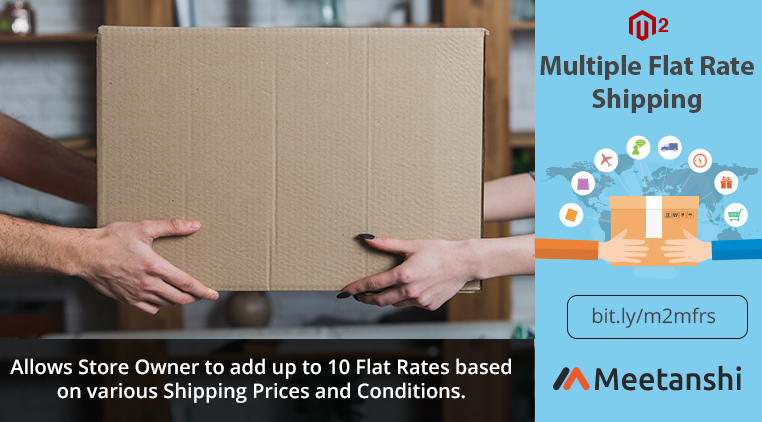 2
Multiple Flat Rate
Shipping
bit.ly/m2mfrs
Meetanshi
Allows Store Owner to add up to 10 Flat Rates based
on various Shipping Prices and Conditions.